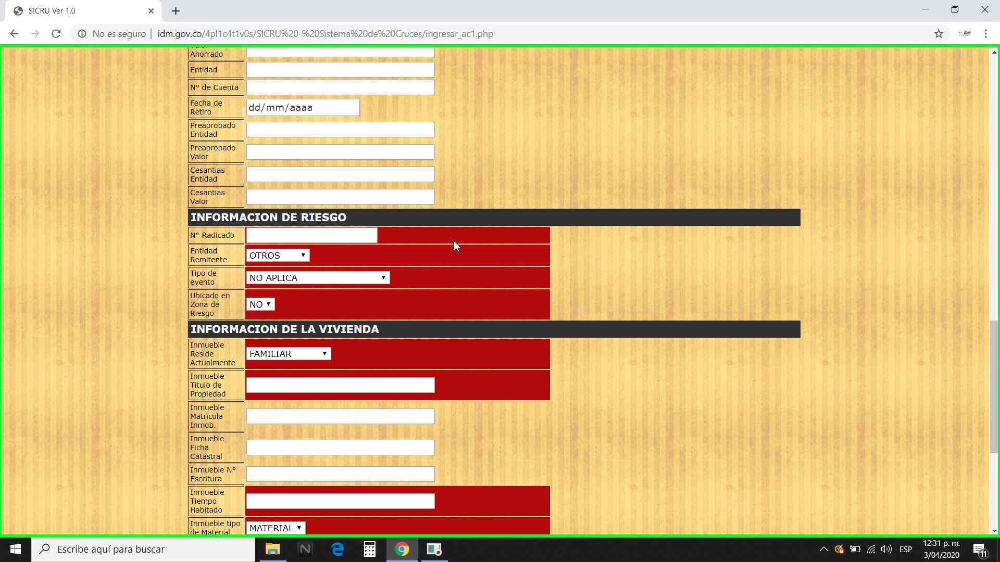 SICRU Ver 1.0
No es seguro | idm.gov.co/4pl1c4t1v0s/SICRU%20-%20Sistema%20de%20Cruces/ingresar_ac1.php
IDM
Ahorrado
Entidad
N° de Cuenta
Fecha de
Retiro
dd/mm/aaaa
Preaprobado
Entidad
Preaprobado
Valor
Cesantias
Entidad
Cesantias
Valor
INFORMACION DE RIESGO
N° Radicado
Entidad
Remitente
OTROS
Tipo de
evento
NO APLICA
Ubicado en
Zona de
Riesgo
NO
INFORMACION DE LA VIVIENDA
Inmueble
Reside
Actualmente
FAMILIAR
Inmueble
Titulo de
Propiedad
Inmueble
Matricula
Inmob.
Inmueble
Ficha
Catastral
Inmueble N°
Escritura
Inmueble
Tiempo
Habitado
Inmueble tipo
de Material
MATERIAL
Escribe aquí para buscar
ESP
12:31 p. m.
3/04/2020
11